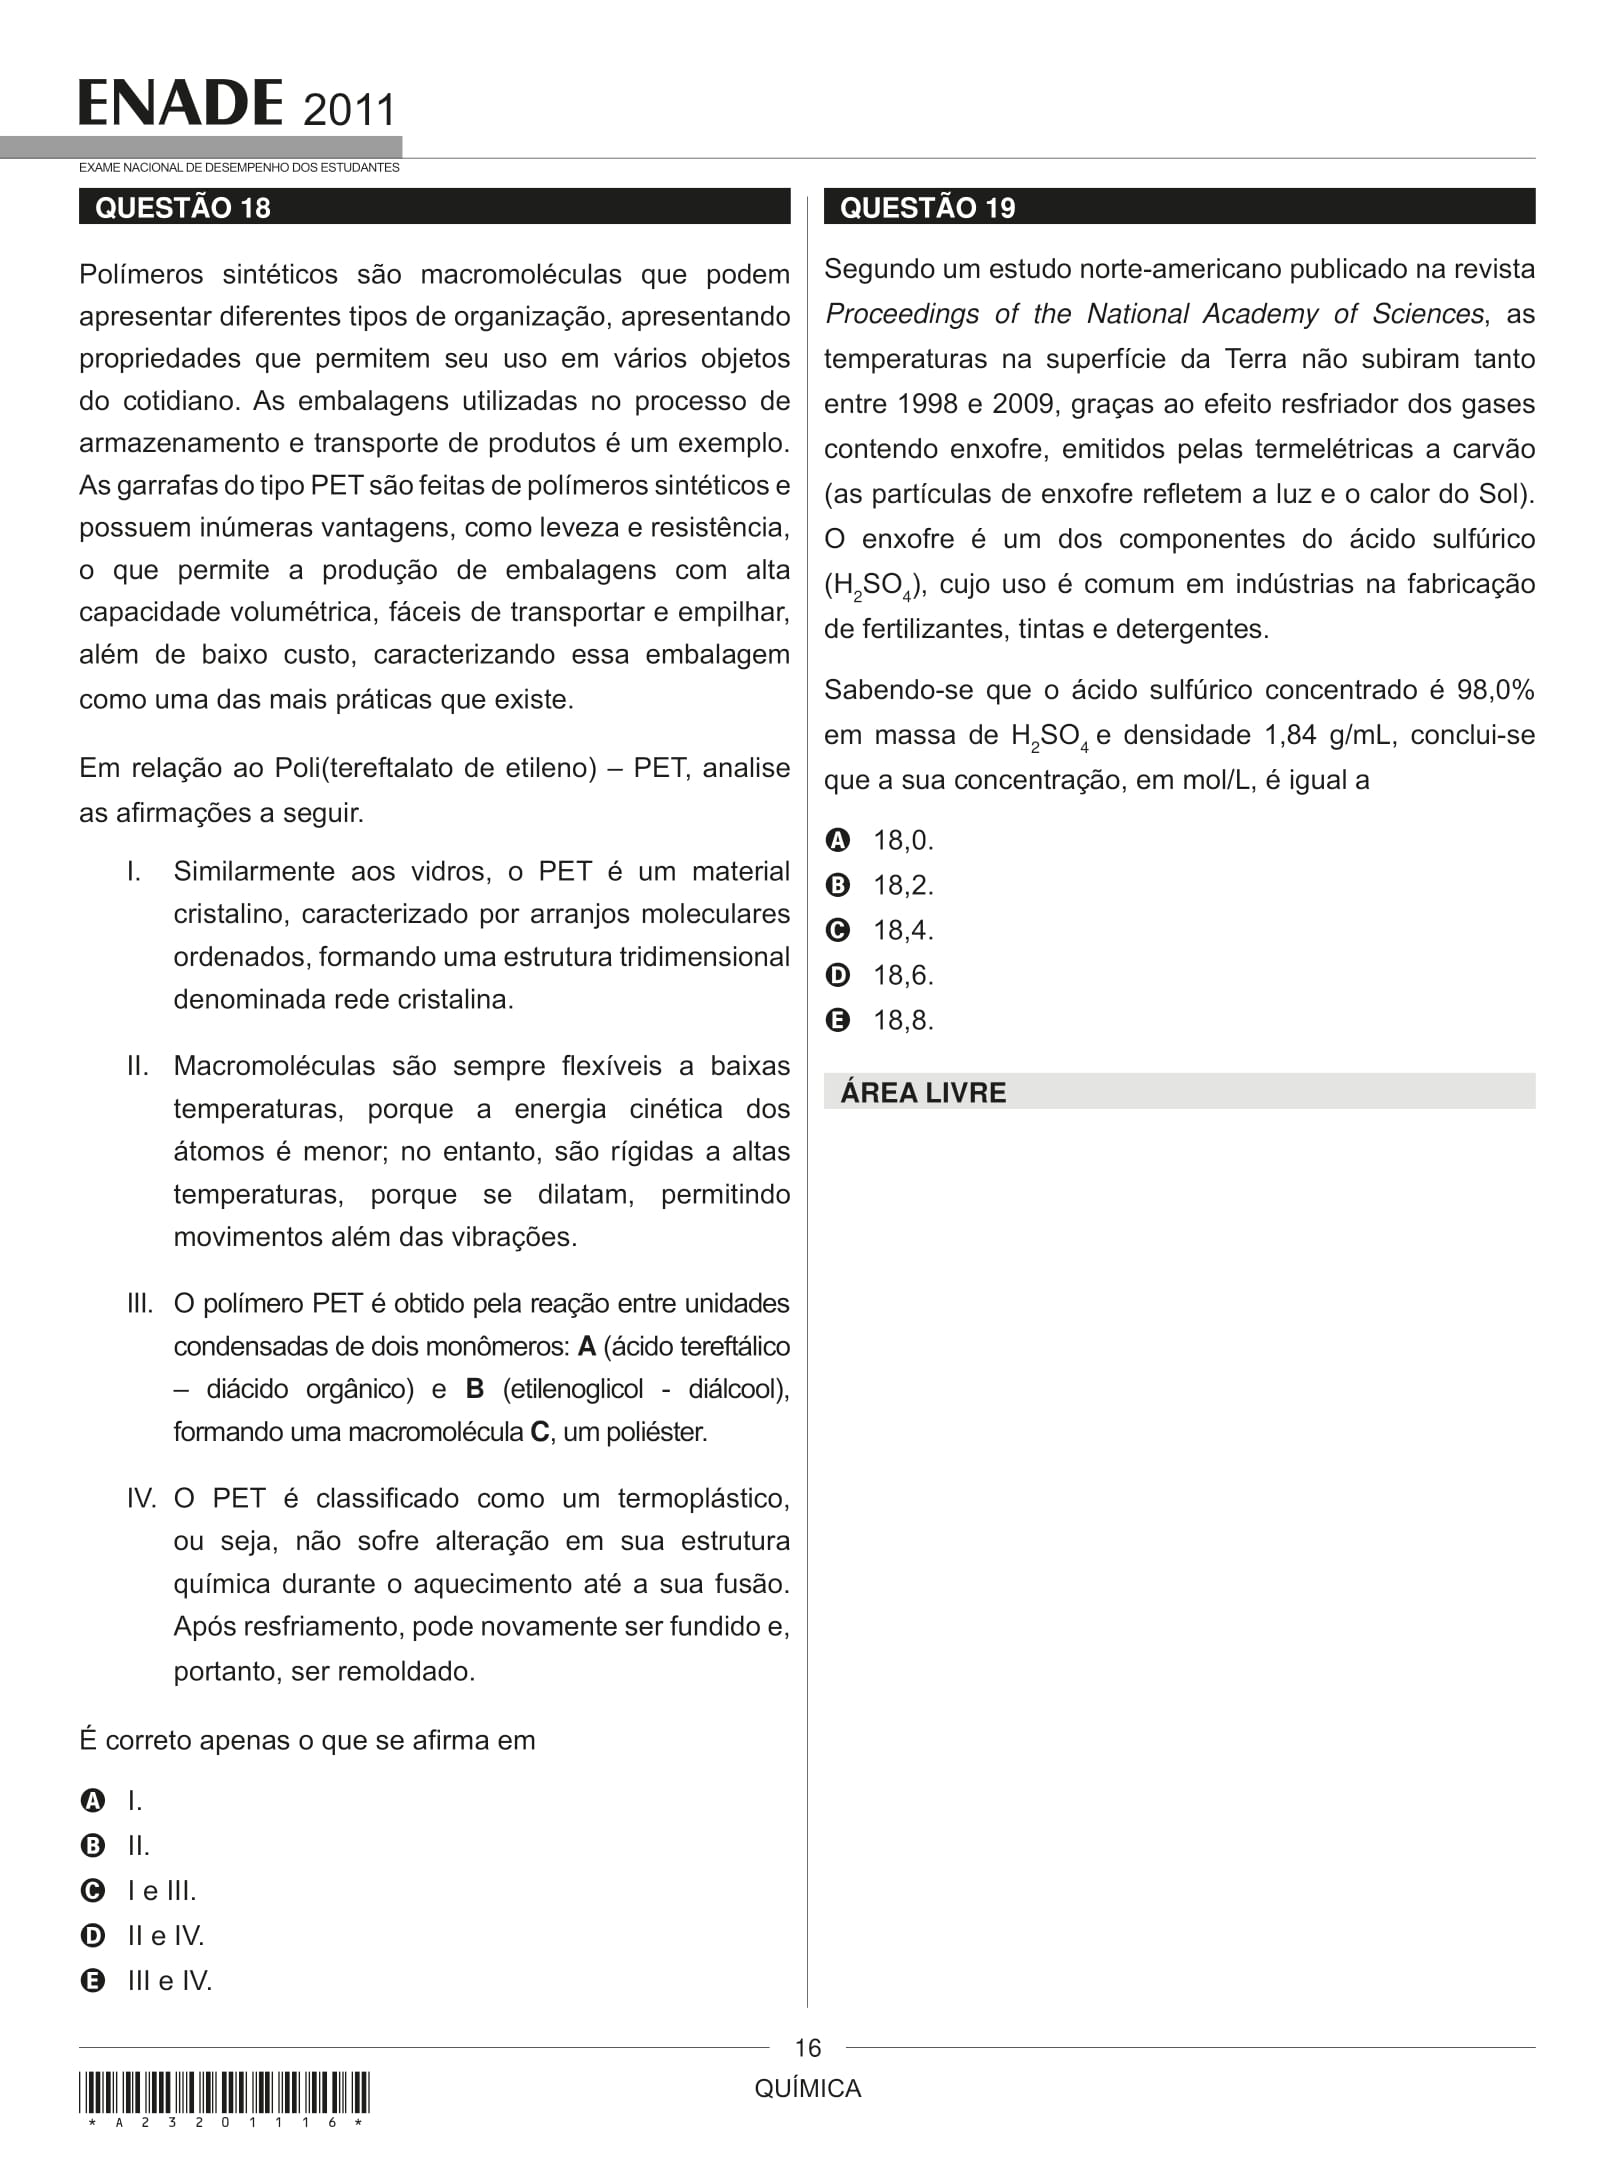 ENADE 2011
EXAME NACIONAL DE DESEMPENHO DOS ESTUDANTES
QUESTÃO 18
Polímeros sintéticos são macromoléculas que podem
apresentar diferentes tipos de organização, apresentando
propriedades que permitem seu uso em vários objetos
do cotidiano. As embalagens utilizadas no processo de
armazenamento e transporte de produtos é um exemplo.
As garrafas do tipo PET são feitas de polímeros sintéticos e
possuem inúmeras vantagens, como leveza e resistência,
o que permite a produção de embalagens com alta
capacidade volumétrica, fáceis de transportar e empilhar,
além de baixo custo, caracterizando essa embalagem
como uma das mais práticas que existe.
Em relação ao Poli(tereftalato de etileno) – PET, analise
as afirmações a seguir.
I. Similarmente aos vidros, o PET é um material
cristalino, caracterizado por arranjos moleculares
ordenados, formando uma estrutura tridimensional
denominada rede cristalina.
II. Macromoléculas são sempre flexíveis a baixas
temperaturas, porque a energia cinética dos
átomos é menor; no entanto, são rígidas a altas
temperaturas, porque se dilatam, permitindo
movimentos além das vibrações.
III. O polímero PET é obtido pela reação entre unidades
condensadas de dois monômeros: A (ácido tereftálico
– diácido orgânico) e B (etilenoglicol - diálcool),
formando uma macromolécula C, um poliéster.
IV. O PET é classificado como um termoplástico,
ou seja, não sofre alteração em sua estrutura
química durante o aquecimento até a sua fusão.
Após resfriamento, pode novamente ser fundido e,
portanto, ser remoldado.
É correto apenas o que se afirma em
A I.
B II.
C I e III.
D II e IV.
E III e IV.
QUESTÃO 19
Segundo um estudo norte-americano publicado na revista
Proceedings of the National Academy of Sciences, as
temperaturas na superfície da Terra não subiram tanto
entre 1998 e 2009, graças ao efeito resfriador dos gases
contendo enxofre, emitidos pelas termelétricas a carvão
(as partículas de enxofre refletem a luz e o calor do Sol).
O enxofre é um dos componentes do ácido sulfúrico
(H₂SO₄), cujo uso é comum em indústrias na fabricação
de fertilizantes, tintas e detergentes.
Sabendo-se que o ácido sulfúrico concentrado é 98,0%
em massa de H₂SO₄ e densidade 1,84 g/mL, conclui-se
que a sua concentração, em mol/L, é igual a
A 18,0.
B 18,2.
C 18,4.
D 18,6.
E 18,8.
ÁREA LIVRE
16
QUÍMICA
*A23201116*